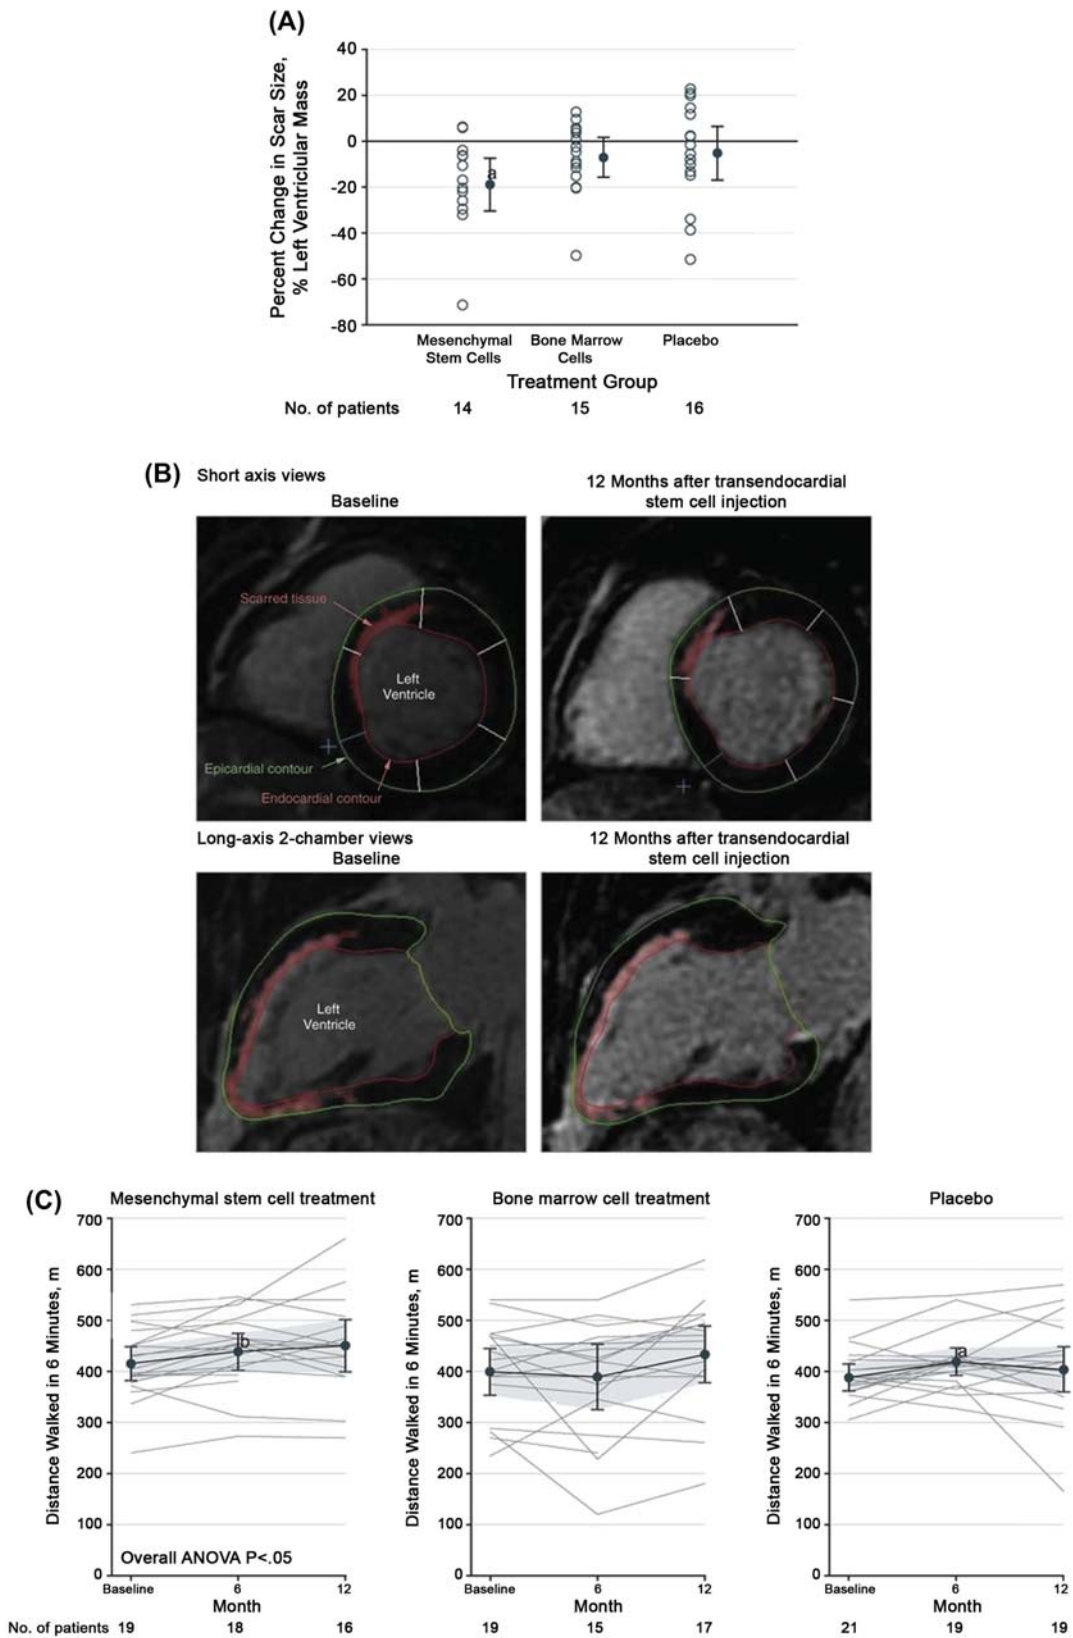 (A)
Percent Change in Scar Size,
% Left Ventriclular Mass
40
20
0
-20
-40
-60
-80
a
Mesenchymal
Stem Cells
Bone Marrow
Cells
Placebo
Treatment Group
No. of patients 14 15 16
(B)
Short axis views
Baseline
12 Months after transendocardial
stem cell injection
Scarred tissue
Left
Ventricle
Epicardial contour
Endocardial contour
Long-axis 2-chamber views
Baseline
12 Months after transendocardial
stem cell injection
Left
Ventricle
(C)
Mesenchymal stem cell treatment
Distance Walked in 6 Minutes, m
700
600
500
400
300
200
100
0
b
Overall ANOVA P<.05
Baseline 6 12
Month
Bone marrow cell treatment
Distance Walked in 6 Minutes, m
700
600
500
400
300
200
100
0
Baseline 6 12
Month
Placebo
Distance Walked in 6 Minutes, m
700
600
500
400
300
200
100
0
a
Baseline 6 12
Month
No. of patients 19 18 16 19 15 17 21 19 19